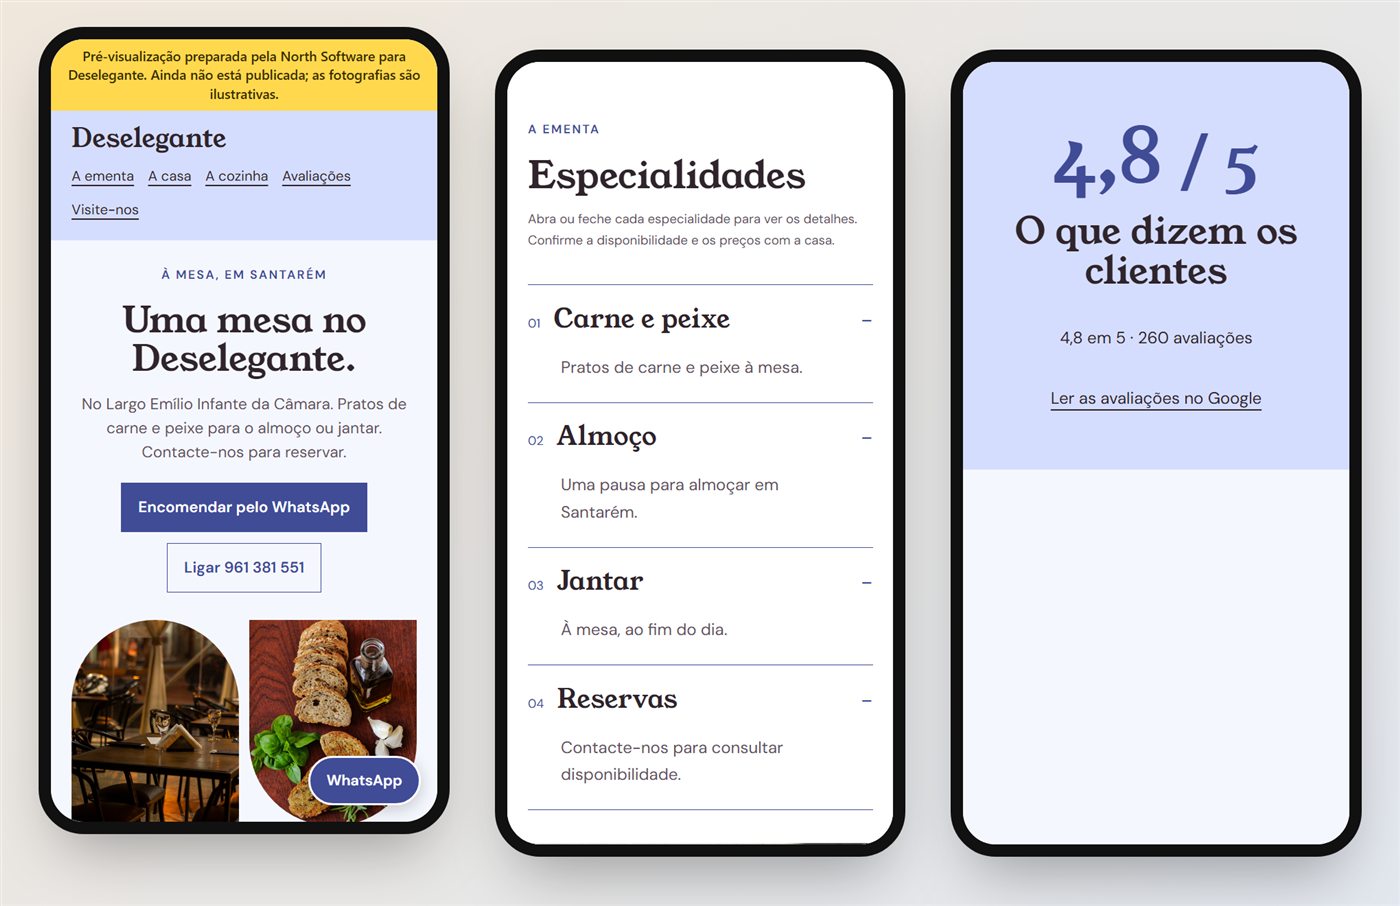 Pré-visualização preparada pela North Software para
Deselegante. Ainda não está publicada; as fotografias são
ilustrativas.
Deselegante
A ementa A casa A cozinha Avaliações
Visite-nos
À MESA, EM SANTARÉM
Uma mesa no
Deselegante.
No Largo Emílio Infante da Câmara. Pratos de
carne e peixe para o almoço ou jantar.
Contacte-nos para reservar.
Encomendar pelo WhatsApp
Ligar 961 381 551
WhatsApp
A EMENTA
Especialidades
Abra ou feche cada especialidade para ver os detalhes.
Confirme a disponibilidade e os preços com a casa.
01 Carne e peixe –
Pratos de carne e peixe à mesa.
02 Almoço –
Uma pausa para almoçar em
Santarém.
03 Jantar –
À mesa, ao fim do dia.
04 Reservas –
Contacte-nos para consultar
disponibilidade.
4,8 / 5
O que dizem os
clientes
4,8 em 5 · 260 avaliações
Ler as avaliações no Google